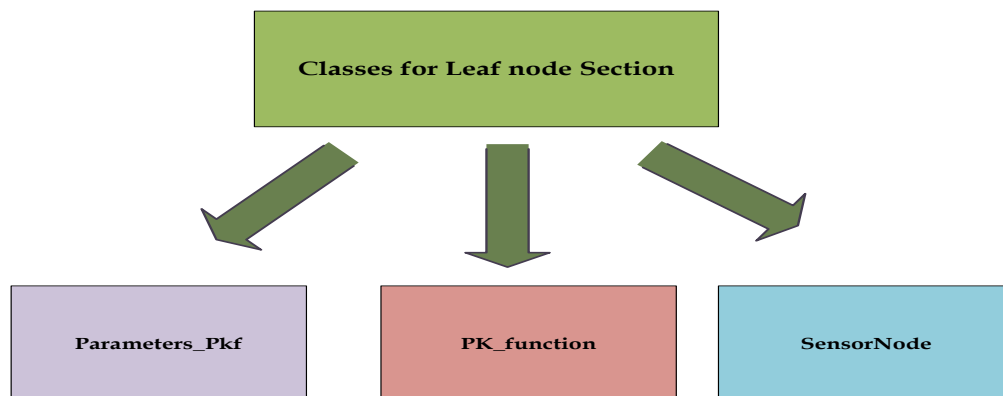 Classes for Leaf node Section
Parameters_Pkf
PK_function
SensorNode